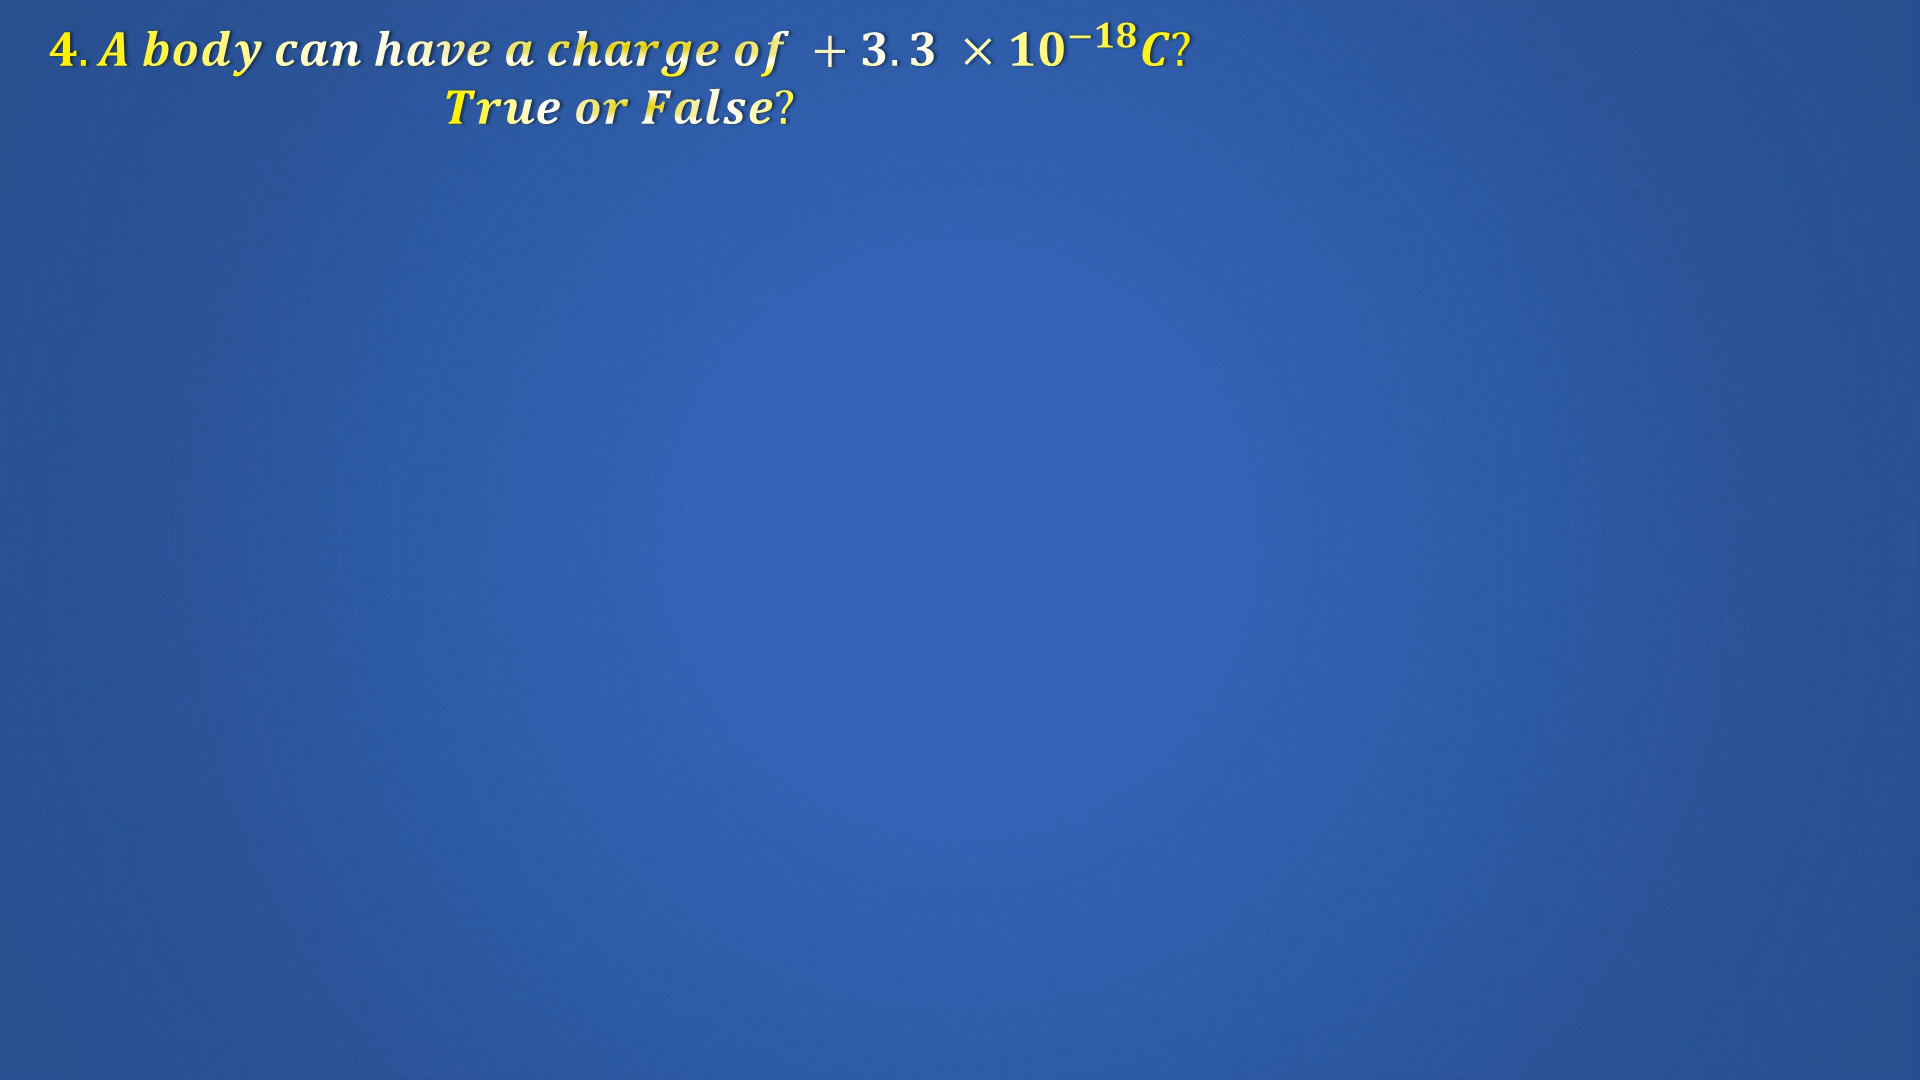 4. A body can have a charge of + 3.3 × 10⁻¹⁸C?
True or False?